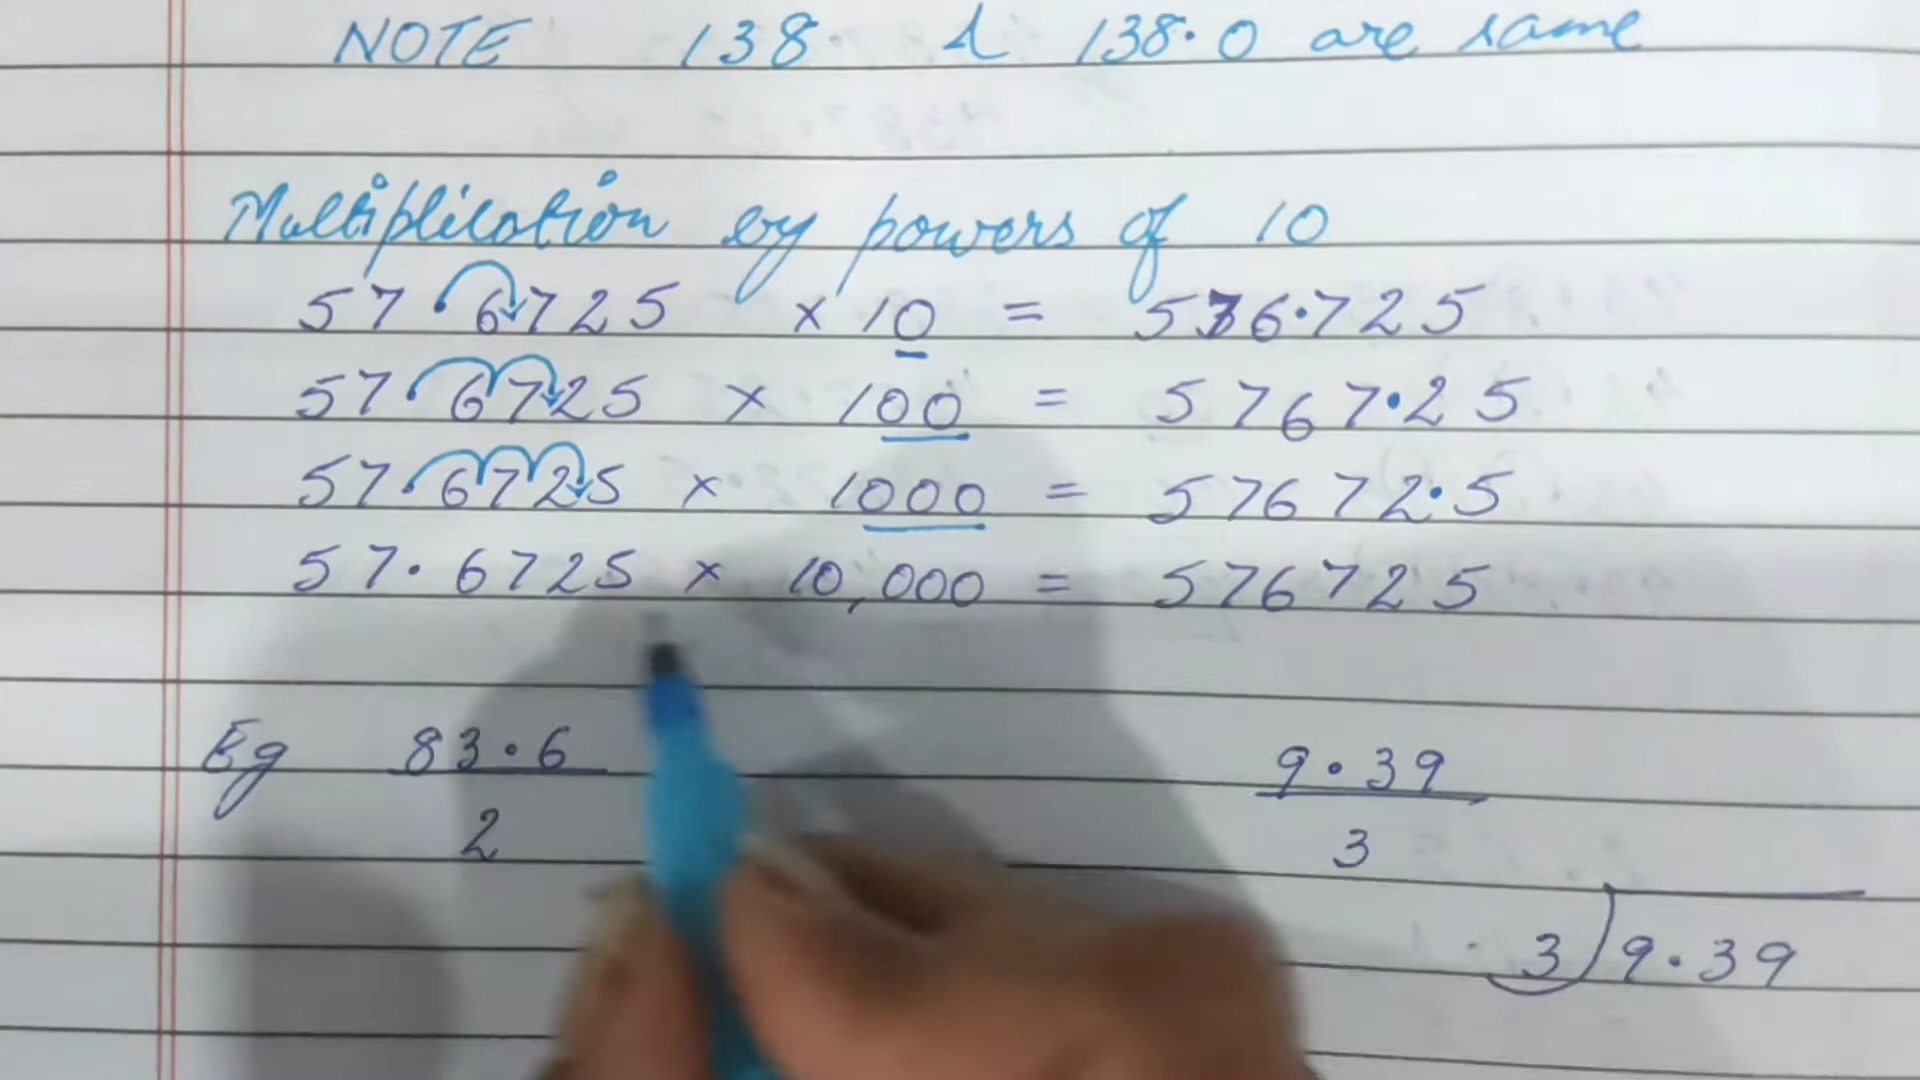 NOTE 138 & 138.0 are same
Multiplication by powers of 10
57.6725 × 10 = 576.725
57.6725 × 100 = 5767.25
57.6725 × 1000 = 57672.5
57.6725 × 10,000 = 576725
Eg 83.6
2
9.39
3
3)9.39